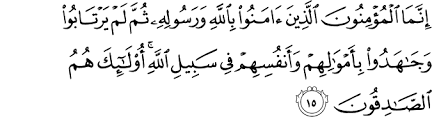 إِنَّمَا ٱلْمُؤْمِنُونَ ٱلَّذِينَ ءَامَنُوا۟ بِٱللَّهِ وَرَسُولِهِۦ ثُمَّ لَمْ يَرْتَابُوا۟
وَجَٰهَدُوا۟ بِأَمْوَٰلِهِمْ وَأَنفُسِهِمْ فِى سَبِيلِ ٱللَّهِ ۚ أُو۟لَٰٓئِكَ هُمُ
ٱلصَّٰدِقُونَ ١٥